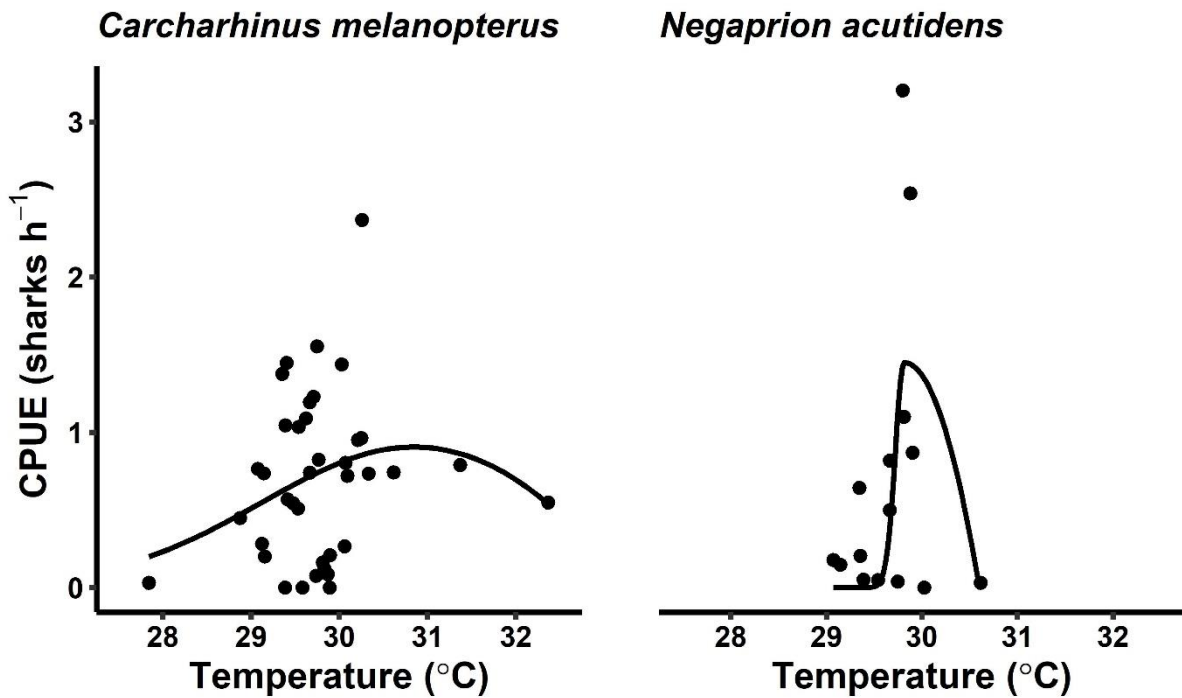 Carcharhinus melanopterus
Negaprion acutidens
CPUE (sharks h⁻¹)
3
2
1
0
28 29 30 31 32
28 29 30 31 32
Temperature (°C)
Temperature (°C)